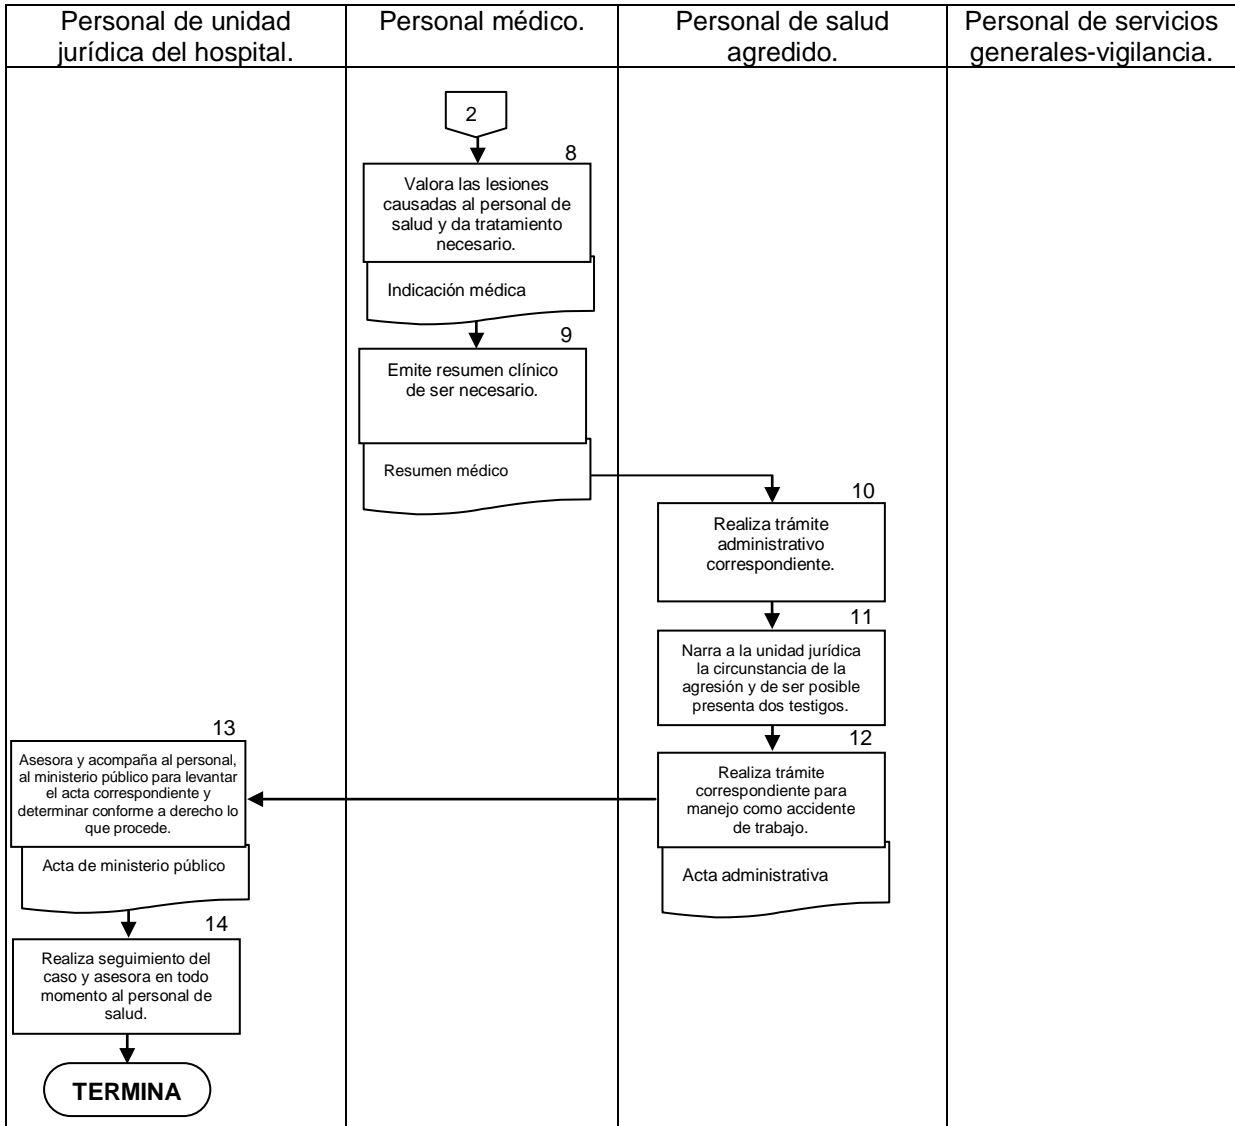 Personal de unidad
jurídica del hospital.
Personal médico.
Personal de salud
agredido.
Personal de servicios
generales-vigilancia.
2
8
Valora las lesiones
causadas al personal de
salud y da tratamiento
necesario.
Indicación médica
9
Emite resumen clínico
de ser necesario.
Resumen médico
10
Realiza trámite
administrativo
correspondiente.
11
Narra a la unidad jurídica
la circunstancia de la
agresión y de ser posible
presenta dos testigos.
12
Realiza trámite
correspondiente para
manejo como accidente
de trabajo.
Acta administrativa
13
Asesora y acompaña al personal,
al ministerio público para levantar
el acta correspondiente y
determinar conforme a derecho lo
que procede.
Acta de ministerio público
14
Realiza seguimiento del
caso y asesora en todo
momento al personal de
salud.
TERMINA